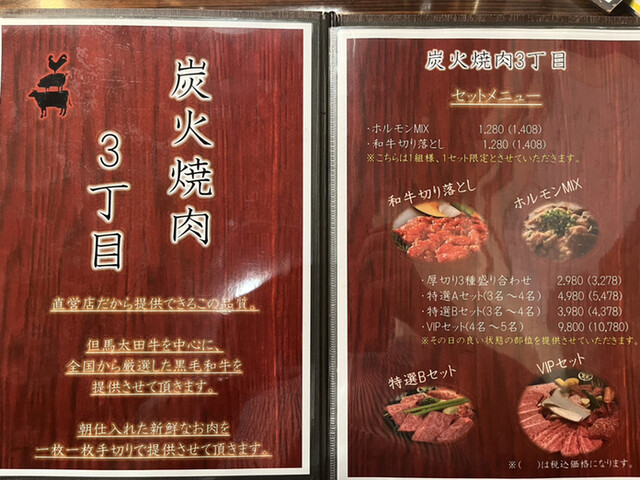 炭火焼肉
3丁目
直営店だから提供できるこの品質。
但馬太田牛を中心に、
全国から厳選した黒毛和牛を
提供させて頂きます。
朝仕入れた新鮮なお肉を
一枚一枚手切りで提供させて頂きます。
炭火焼肉3丁目
セットメニュー
・ホルモンMIX 1,280 (1,408)
・和牛切り落とし 1,280 (1,408)
※こちらは1組様、1セット限定とさせていただきます。
和牛切り落とし
ホルモンMIX
・厚切り3種盛り合わせ 2,980 (3,278)
・特選Aセット(3名〜4名) 4,980 (5,478)
・特選Bセット(3名〜4名) 3,980 (4,378)
・VIPセット(4名〜5名) 9,800 (10,780)
※その日の良い状態の部位を提供させていただきます。
特選Bセット
VIPセット
※( )は税込価格になります。